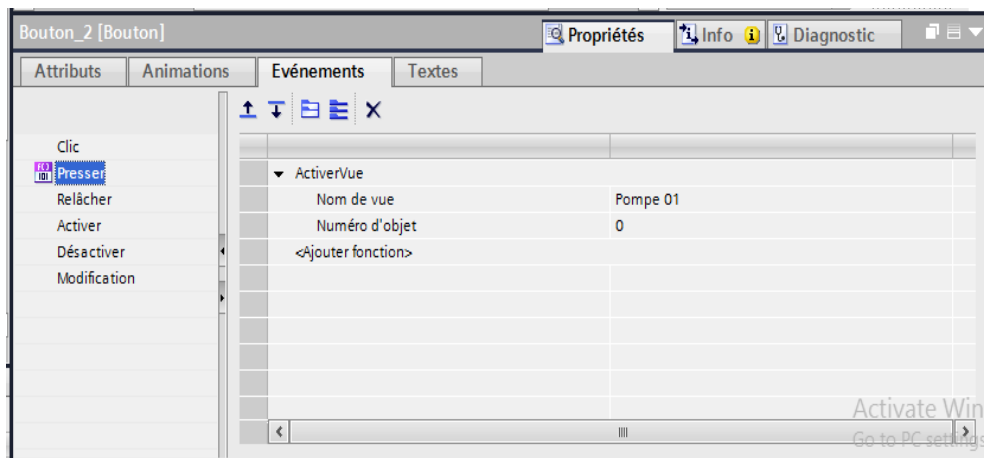 Bouton_2 [Bouton] Propriétés Info Diagnostic
Attributs Animations Evénements Textes
Clic
Presser
Relâcher
Activer
Désactiver
Modification
ActiverVue
Nom de vue Pompe 01
Numéro d'objet 0
<Ajouter fonction>
Activate Win
Go to PC settings